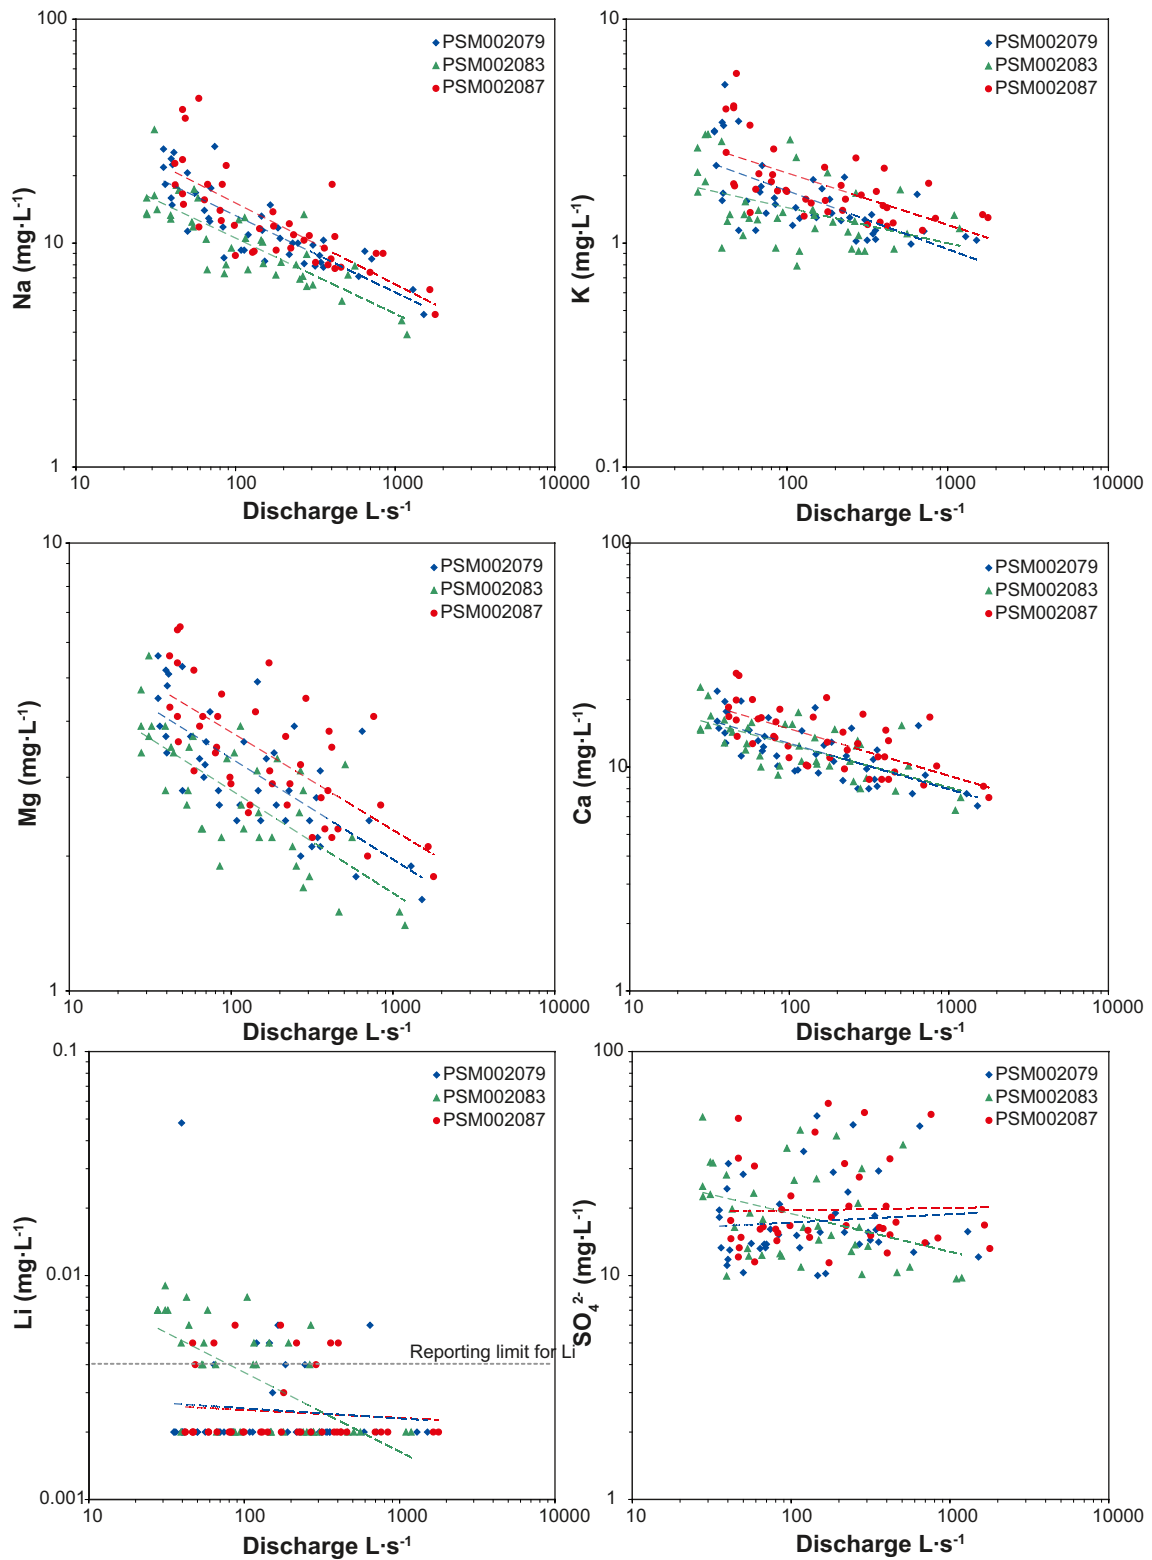 100
PSM002079
PSM002083
PSM002087
10
1
Na (mg·L⁻¹)
10 100 1000 10000
Discharge L·s⁻¹
10
PSM002079
PSM002083
PSM002087
1
0.1
K (mg·L⁻¹)
10 100 1000 10000
Discharge L·s⁻¹
10
PSM002079
PSM002083
PSM002087
1
Mg (mg·L⁻¹)
10 100 1000 10000
Discharge L·s⁻¹
100
PSM002079
PSM002083
PSM002087
10
1
Ca (mg·L⁻¹)
10 100 1000 10000
Discharge L·s⁻¹
0.1
PSM002079
PSM002083
PSM002087
0.01
Reporting limit for Li
0.001
Li (mg·L⁻¹)
10 100 1000 10000
Discharge L·s⁻¹
100
PSM002079
PSM002083
PSM002087
10
1
SO₄²⁻ (mg·L⁻¹)
10 100 1000 10000
Discharge L·s⁻¹